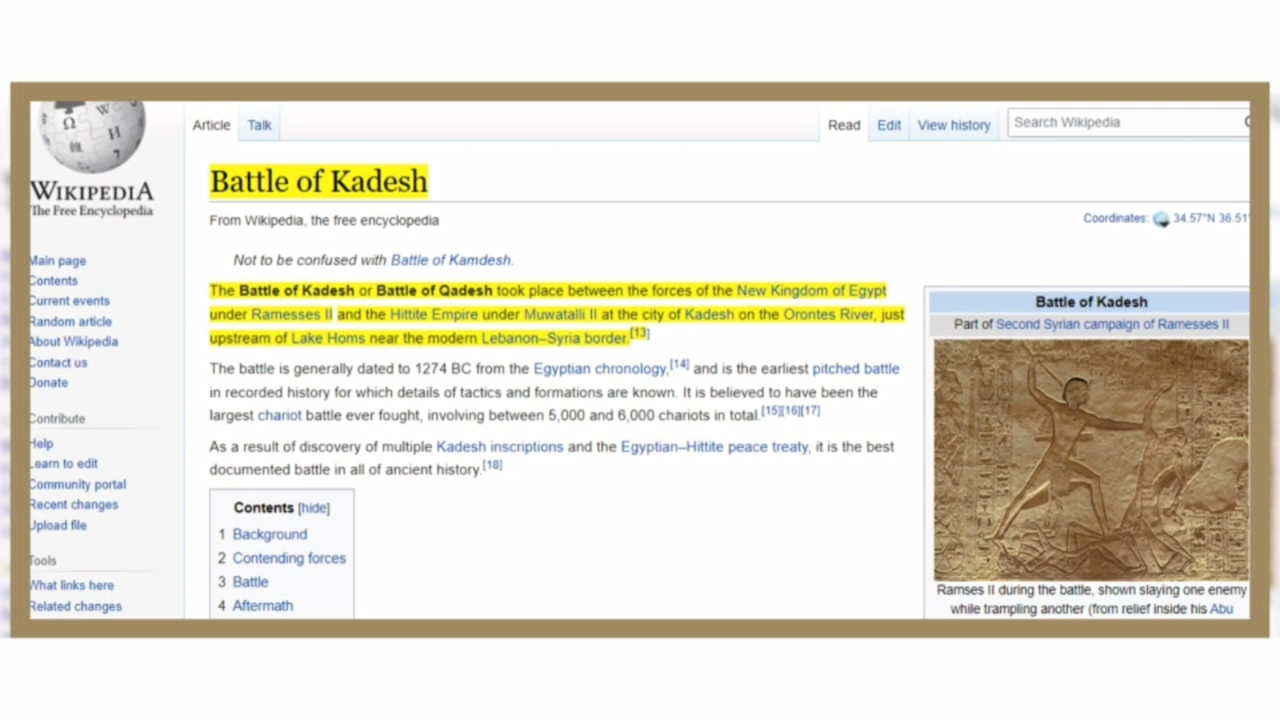 WIKIPEDIA
The Free Encyclopedia
Main page
Contents
Current events
Random article
About Wikipedia
Contact us
Donate
Contribute
Help
Learn to edit
Community portal
Recent changes
Upload file
Tools
What links here
Related changes
Article Talk Read Edit View history Search Wikipedia
Battle of Kadesh
From Wikipedia, the free encyclopedia
Coordinates: 34.57°N 36.51°
Not to be confused with Battle of Kamdesh.
The Battle of Kadesh or Battle of Qadesh took place between the forces of the New Kingdom of Egypt
under Ramesses II and the Hittite Empire under Muwatalli II at the city of Kadesh on the Orontes River, just
upstream of Lake Homs near the modern Lebanon–Syria border.[13]
The battle is generally dated to 1274 BC from the Egyptian chronology,[14] and is the earliest pitched battle
in recorded history for which details of tactics and formations are known. It is believed to have been the
largest chariot battle ever fought, involving between 5,000 and 6,000 chariots in total.[15][16][17]
As a result of discovery of multiple Kadesh inscriptions and the Egyptian–Hittite peace treaty, it is the best
documented battle in all of ancient history.[18]
Contents [hide]
1 Background
2 Contending forces
3 Battle
4 Aftermath
Battle of Kadesh
Part of Second Syrian campaign of Ramesses II
Ramses II during the battle, shown slaying one enemy
while trampling another (from relief inside his Abu